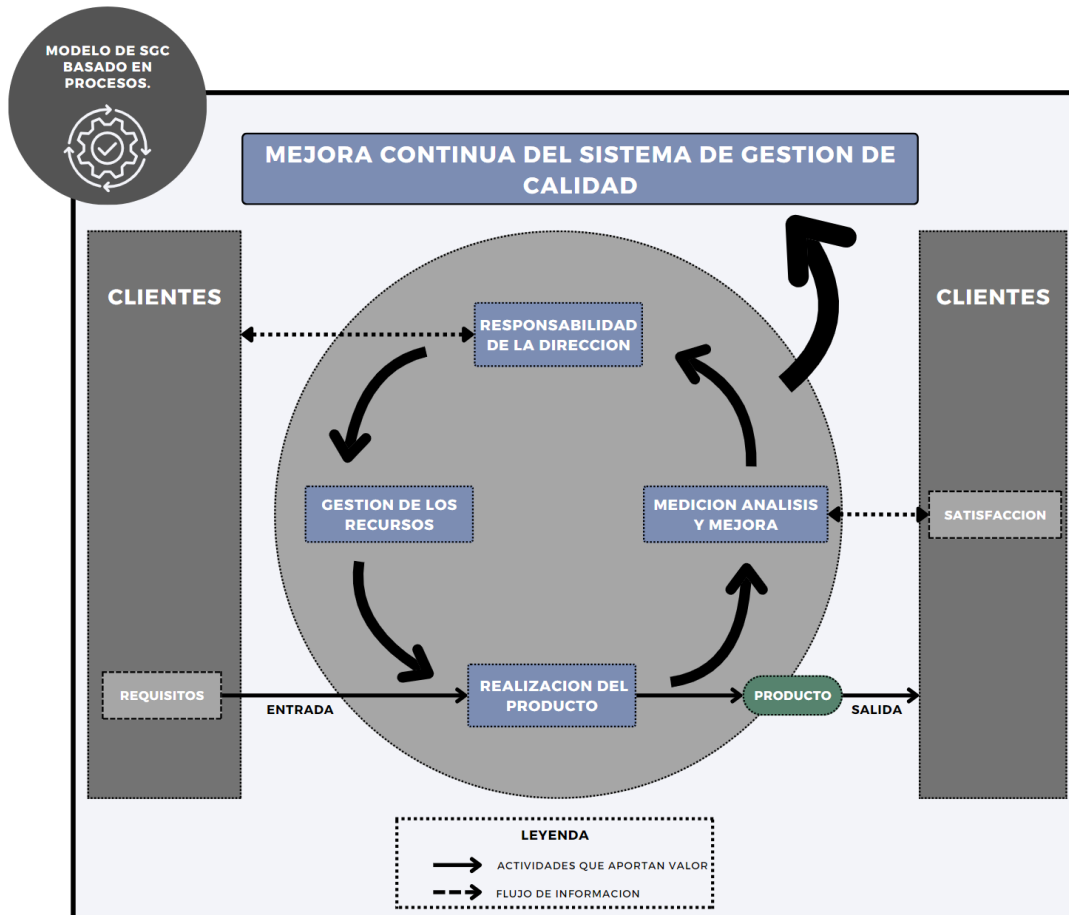 MODELO DE SGC
BASADO EN
PROCESOS.
MEJORA CONTINUA DEL SISTEMA DE GESTION DE
CALIDAD
CLIENTES
CLIENTES
RESPONSABILIDAD
DE LA DIRECCION
GESTION DE LOS
RECURSOS
MEDICION ANALISIS
Y MEJORA
SATISFACCION
REQUISITOS
ENTRADA
REALIZACION DEL
PRODUCTO
PRODUCTO
SALIDA
LEYENDA
ACTIVIDADES QUE APORTAN VALOR
FLUJO DE INFORMACION